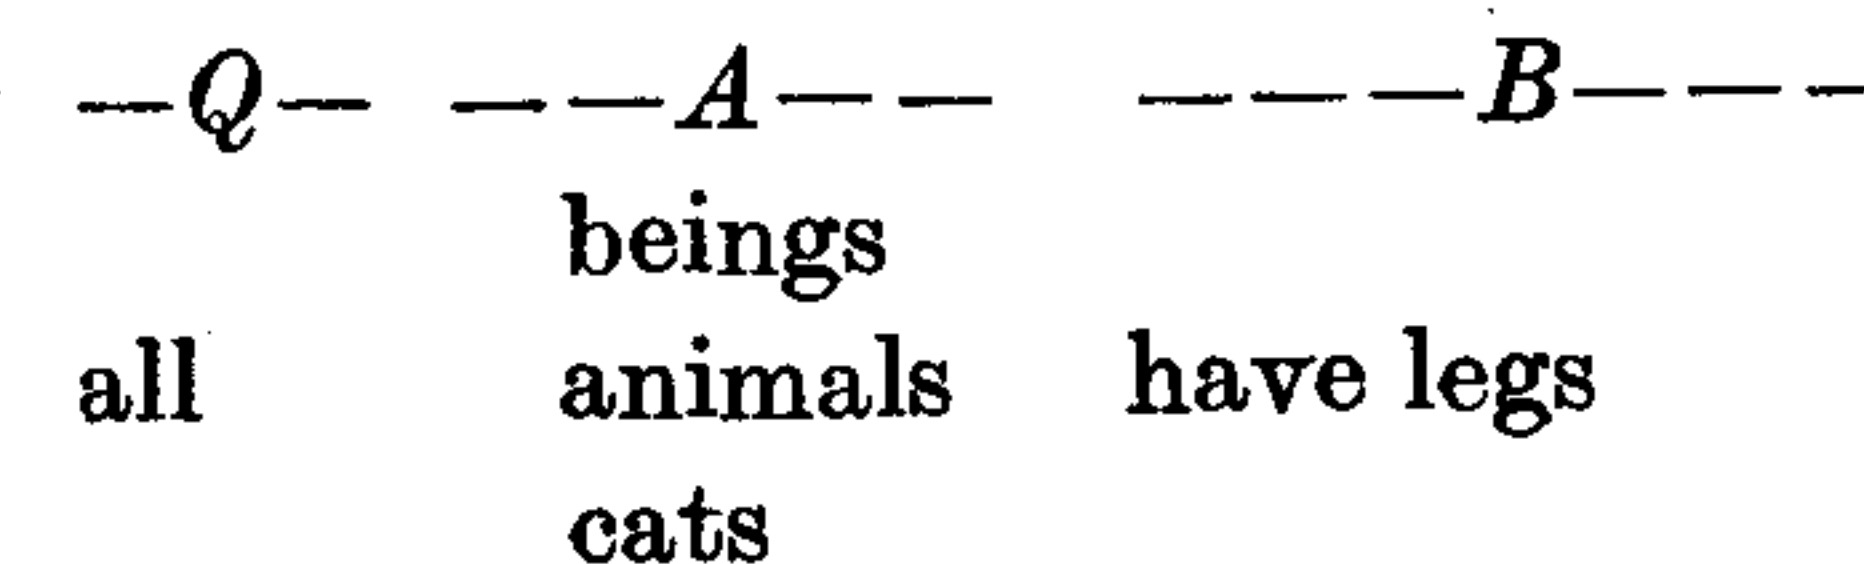 —Q— ——A—— ———B———
beings
all animals have legs
cats